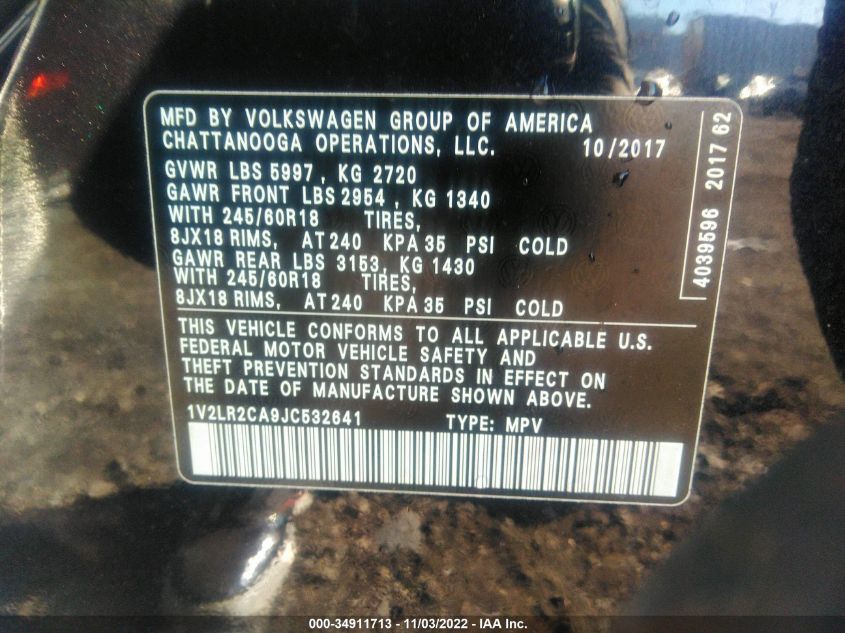 MFD BY VOLKSWAGEN GROUP OF AMERICA
CHATTANOOGA OPERATIONS, LLC. 10/2017
GVWR LBS 5997 , KG 2720
GAWR FRONT LBS 2954 , KG 1340
WITH 245/60R18 TIRES,
8JX18 RIMS, AT 240 KPA 35 PSI COLD
GAWR REAR LBS 3153, KG 1430
WITH 245/60R18 TIRES,
8JX18 RIMS, AT 240 KPA 35 PSI COLD
THIS VEHICLE CONFORMS TO ALL APPLICABLE U.S.
FEDERAL MOTOR VEHICLE SAFETY AND
THEFT PREVENTION STANDARDS IN EFFECT ON
THE DATE OF MANUFACTURE SHOWN ABOVE.
1V2LR2CA9JC532641 TYPE: MPV
4039596 2017 62
000-34911713 - 11/03/2022 - IAA Inc.